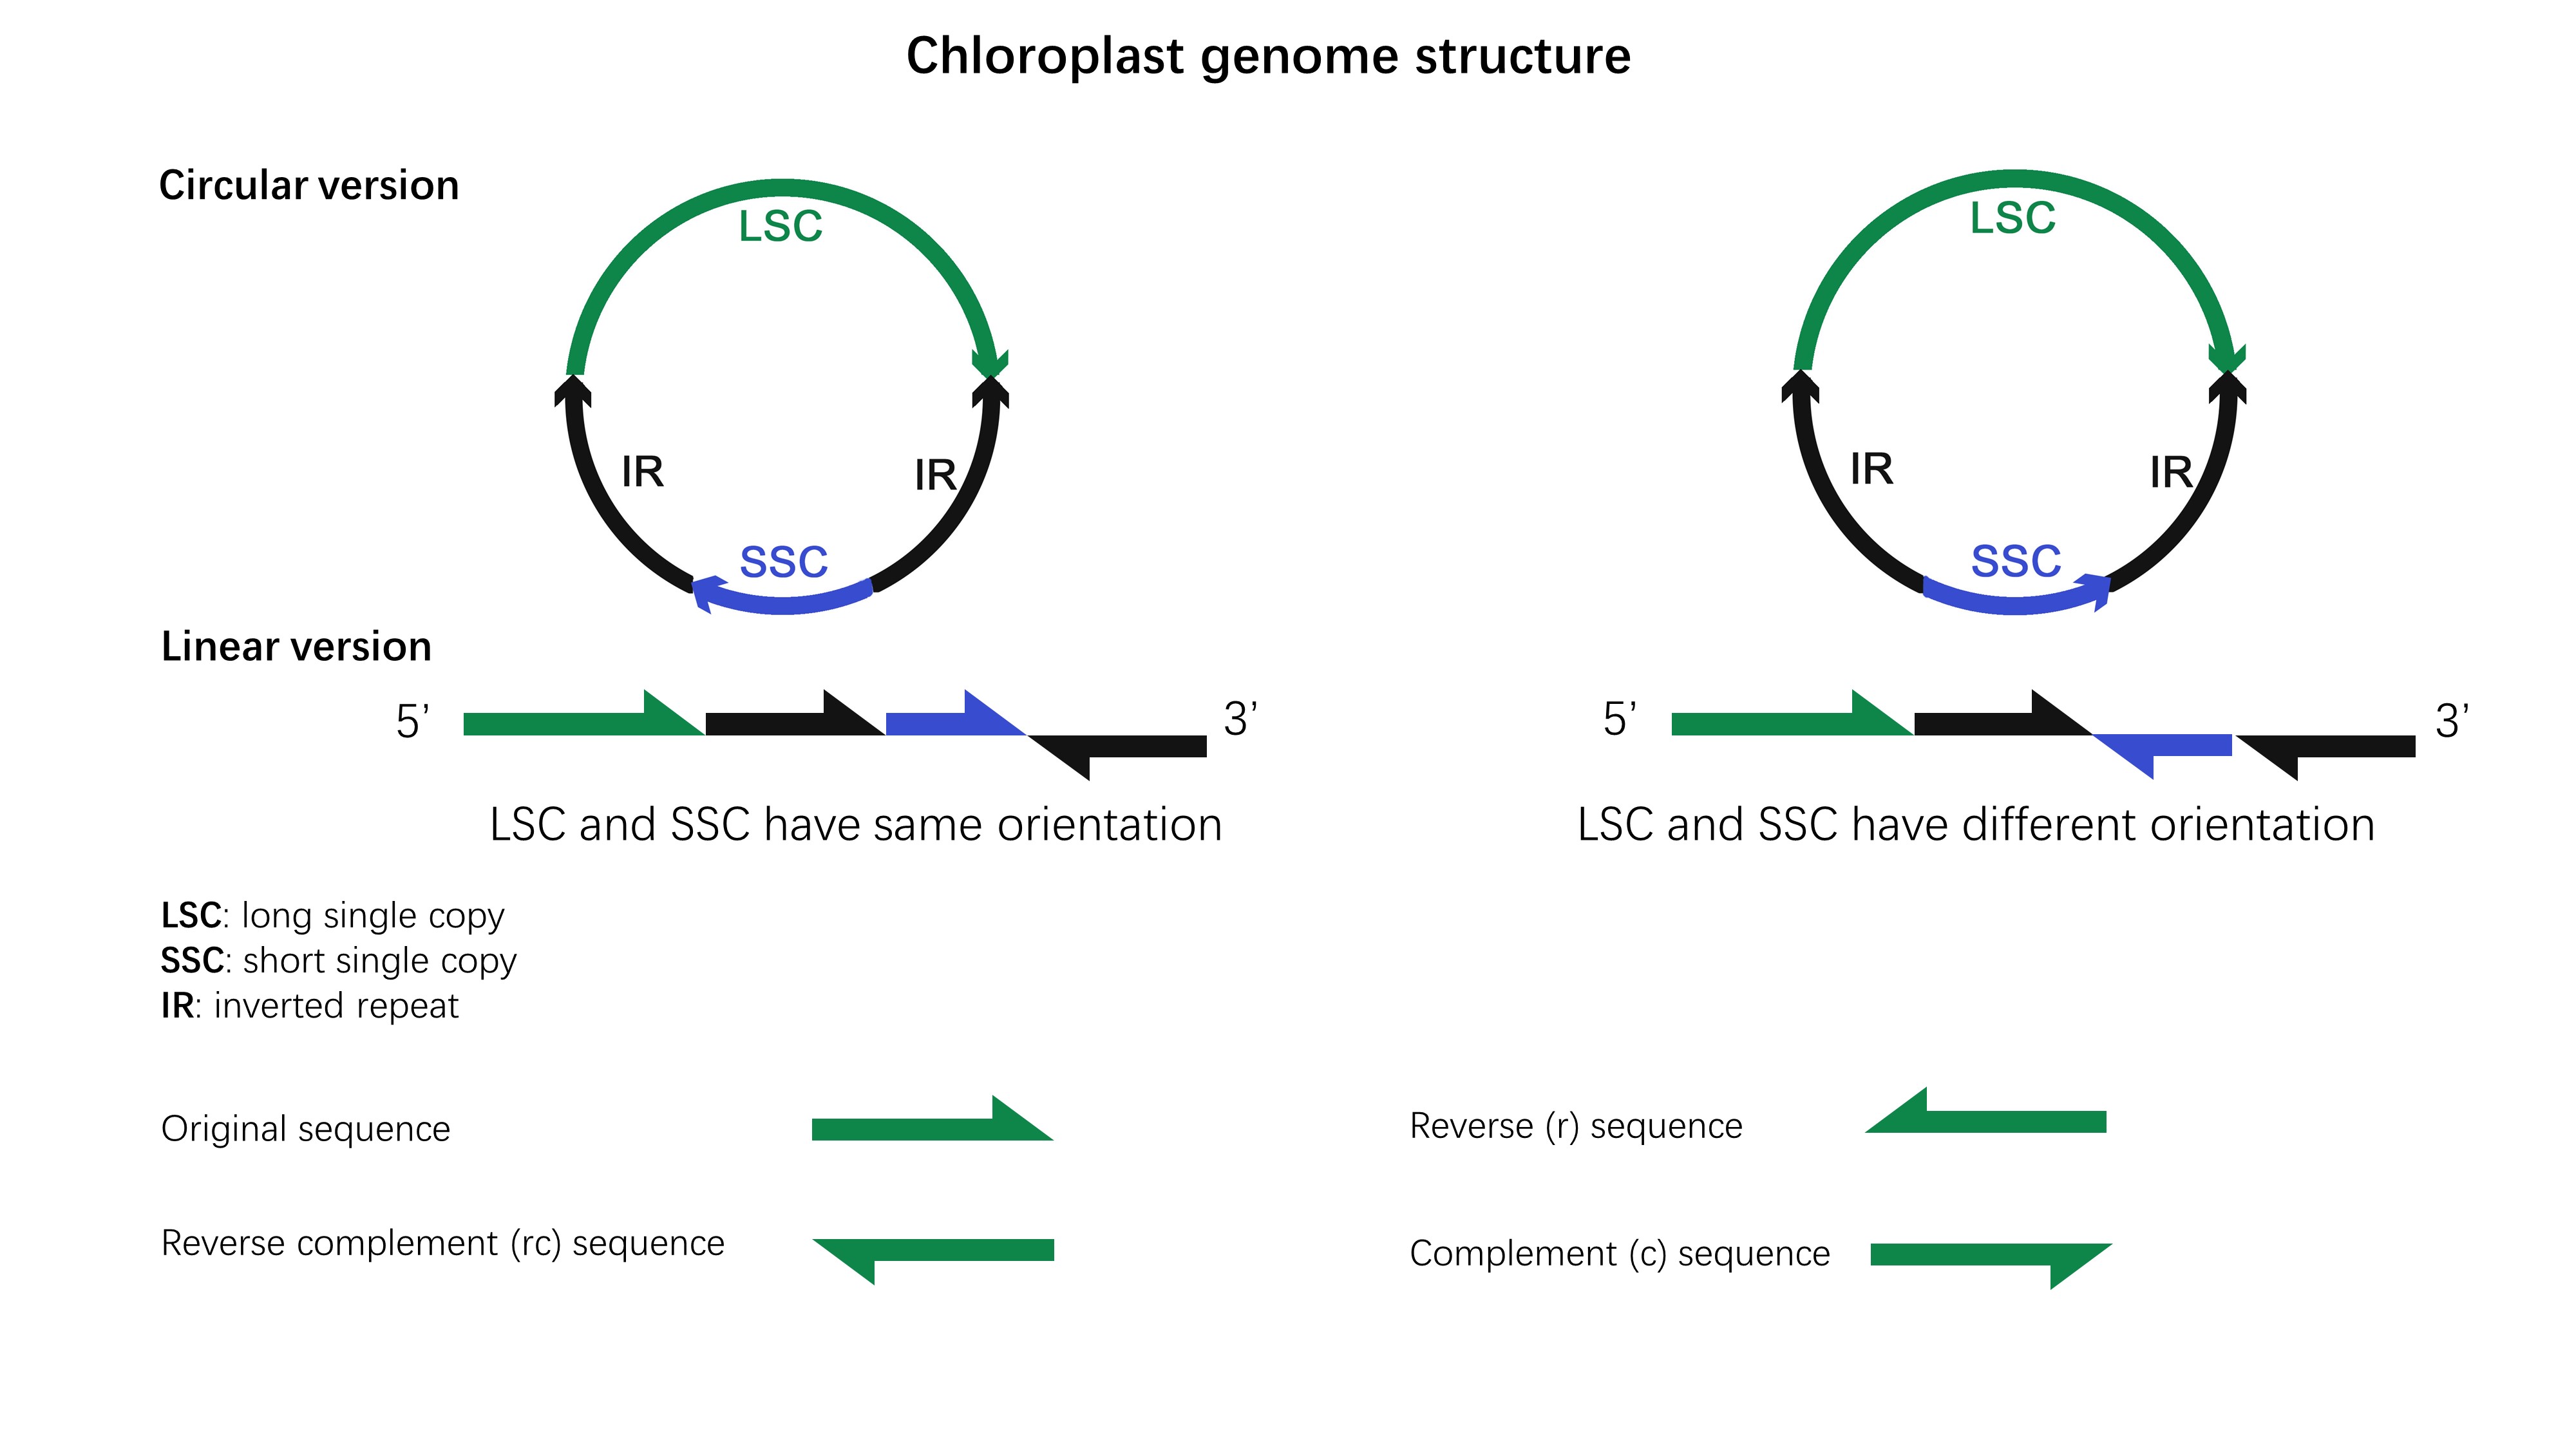 Chloroplast genome structure
Circular version
LSC
IR
IR
SSC
LSC
IR
IR
SSC
Linear version
5’
3’
5’
3’
LSC and SSC have same orientation
LSC and SSC have different orientation
LSC: long single copy
SSC: short single copy
IR: inverted repeat
Original sequence
Reverse (r) sequence
Reverse complement (rc) sequence
Complement (c) sequence